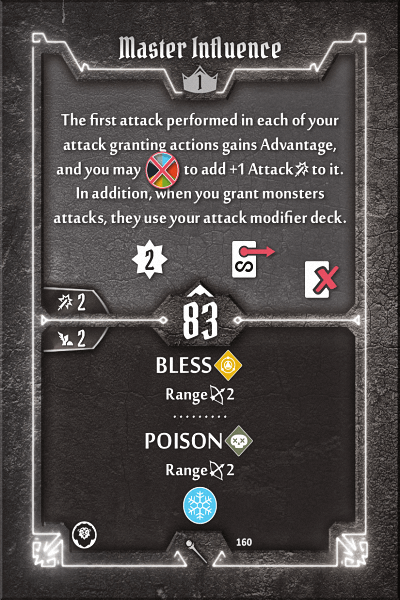 Master Influence
1
The first attack performed in each of your
attack granting actions gains Advantage,
and you may to add +1 Attack to it.
In addition, when you grant monsters
attacks, they use your attack modifier deck.
2
2
83
2
BLESS
Range 2
POISON
Range 2
160